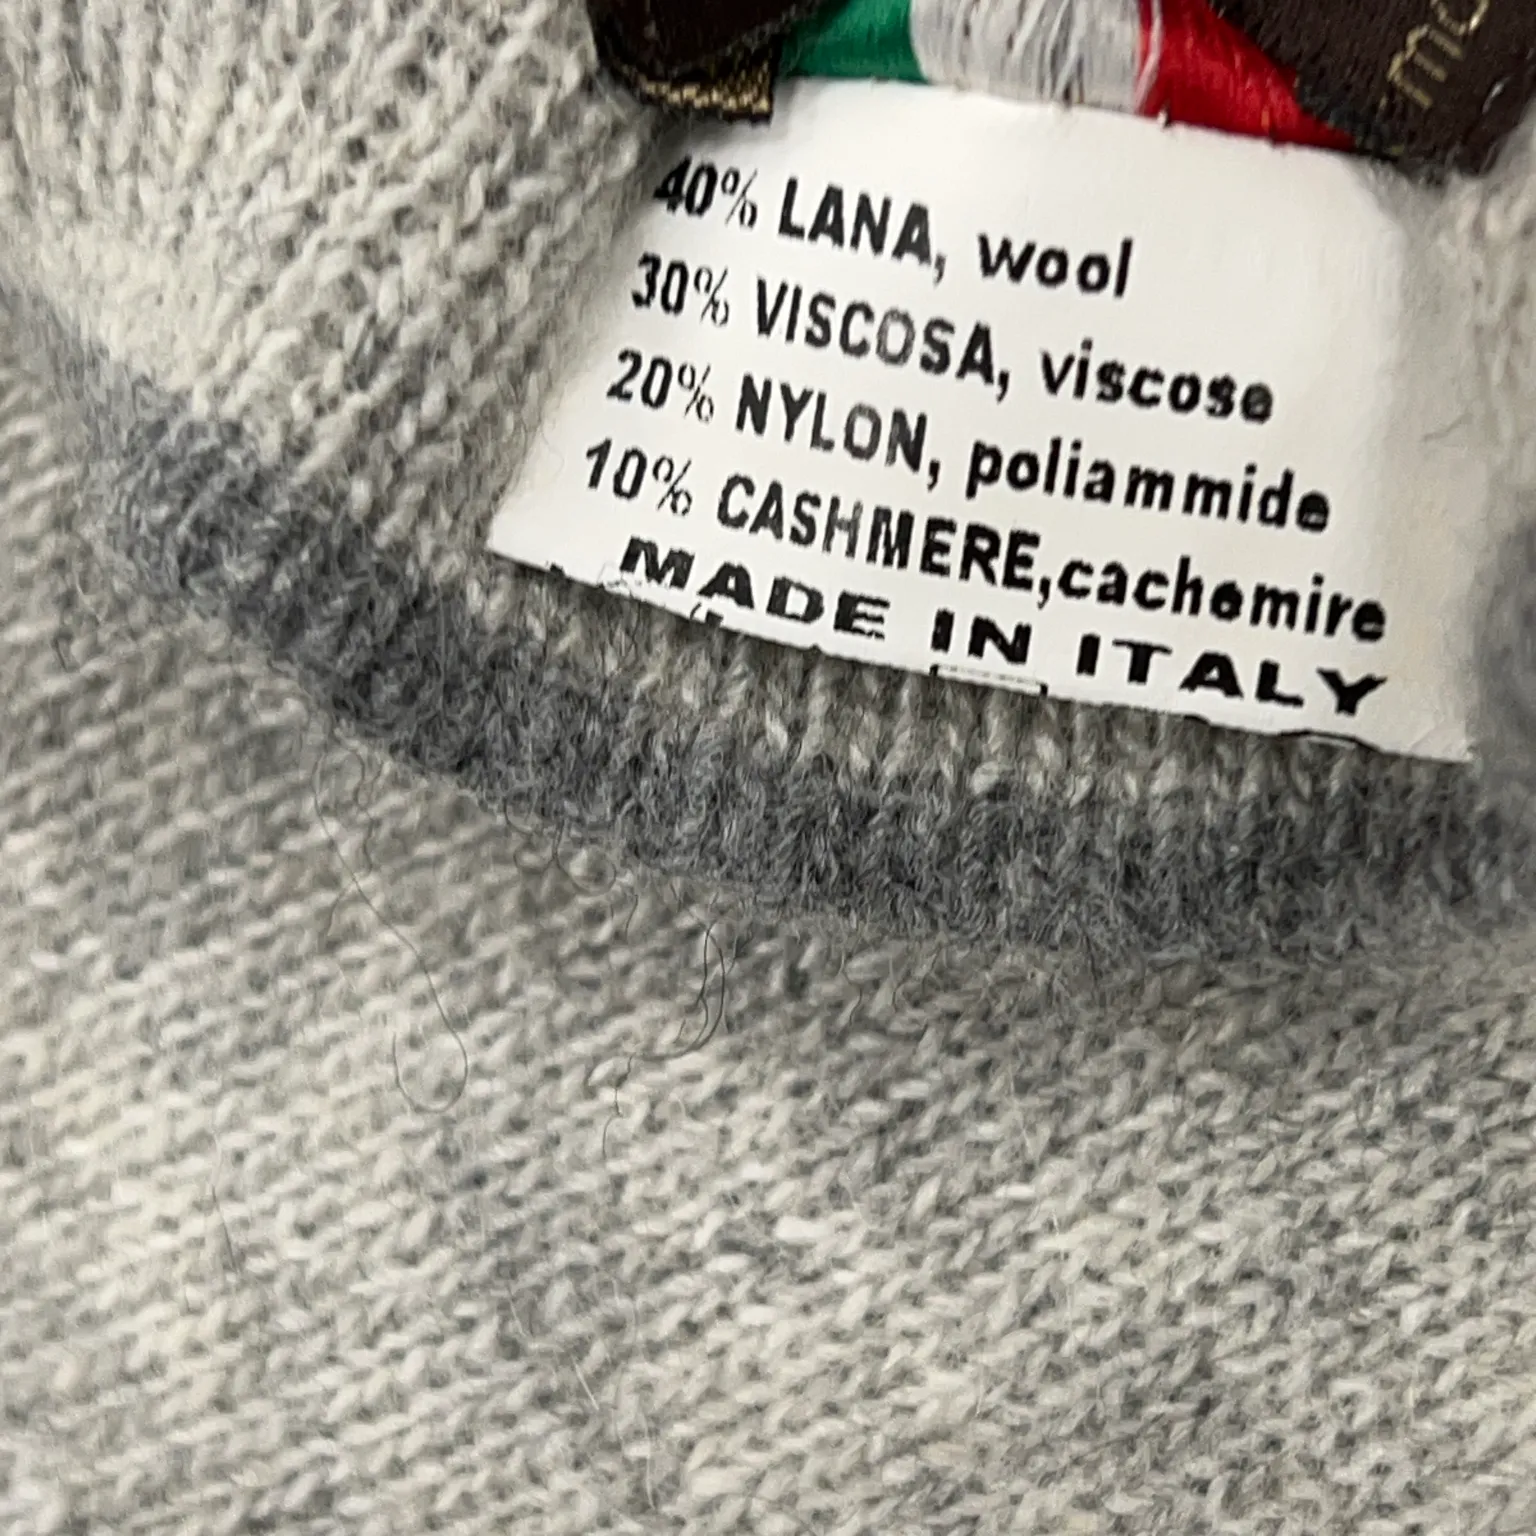 40% LANA, wool
30% VISCOSA, viscose
20% NYLON, poliammide
10% CASHMERE,cachemire
MADE IN ITALY